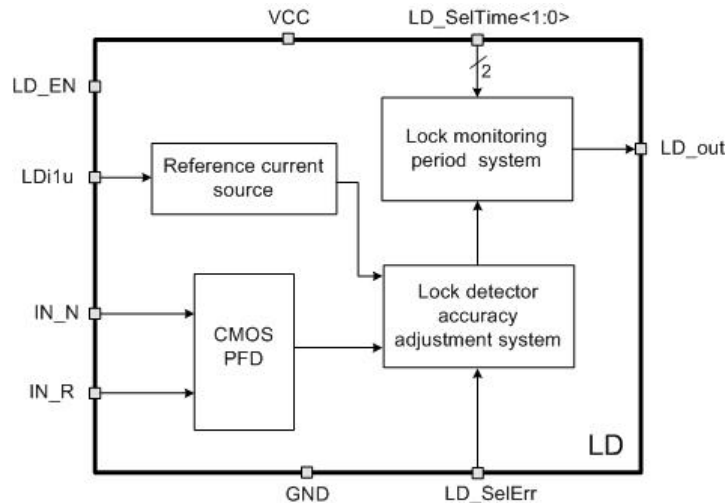 VCC
LD_SelTime<1:0>
LD_EN
2
Lock monitoring
period system
LD_out
Reference current
source
LDi1u
Lock detector
accuracy
adjustment system
IN_N
CMOS
PFD
IN_R
LD
GND
LD_SelErr